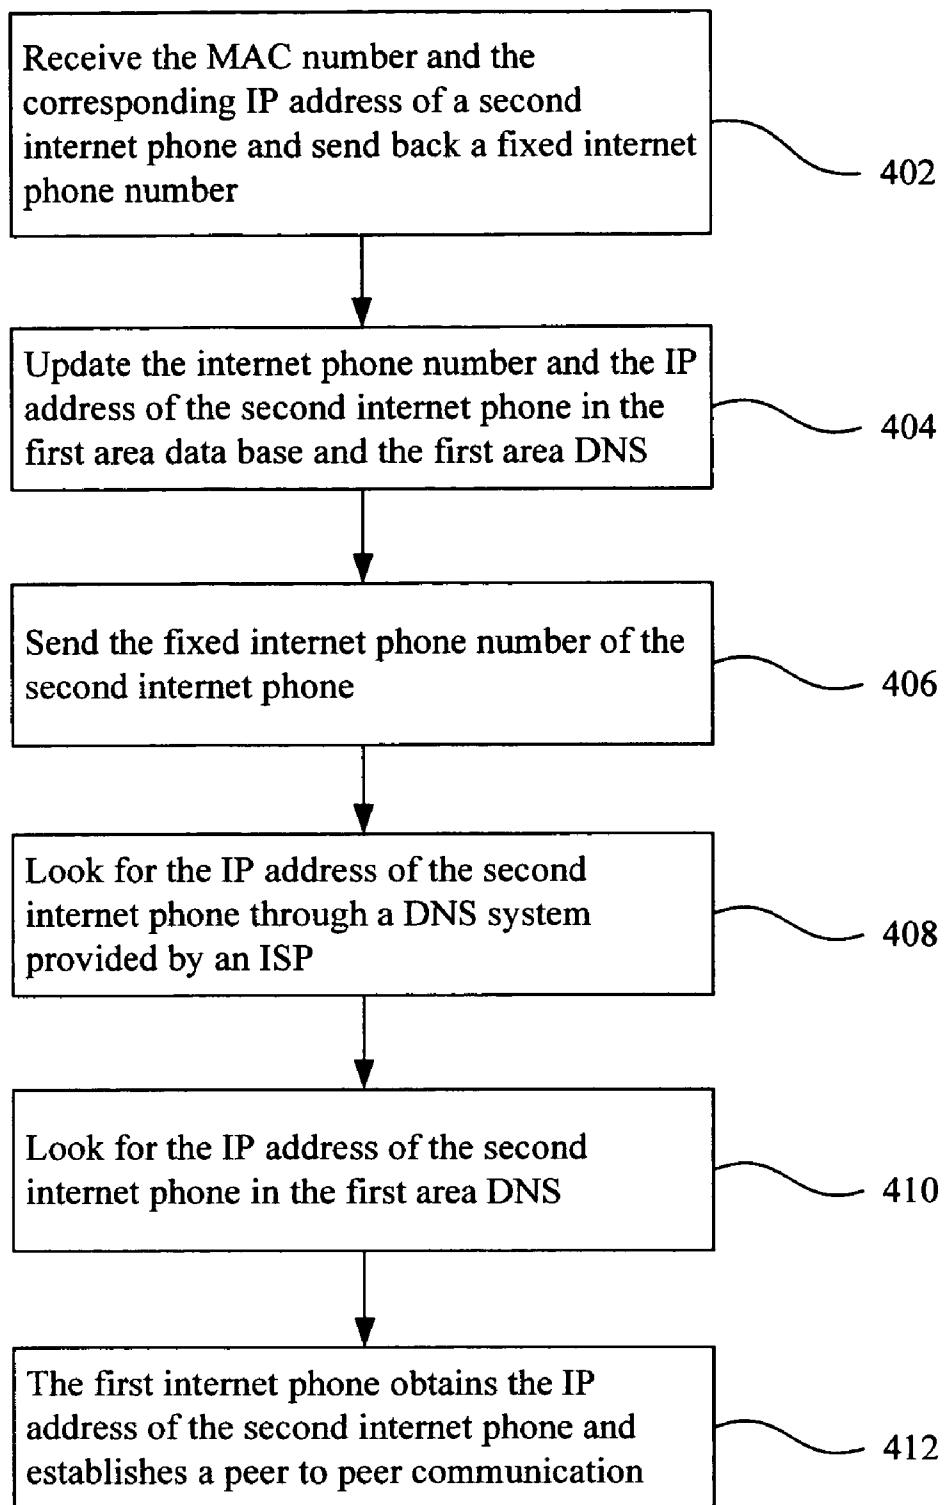 Receive the MAC number and the
corresponding IP address of a second
internet phone and send back a fixed internet
phone number
402
Update the internet phone number and the IP
address of the second internet phone in the
first area data base and the first area DNS
404
Send the fixed internet phone number of the
second internet phone
406
Look for the IP address of the second
internet phone through a DNS system
provided by an ISP
408
Look for the IP address of the second
internet phone in the first area DNS
410
The first internet phone obtains the IP
address of the second internet phone and
establishes a peer to peer communication
412